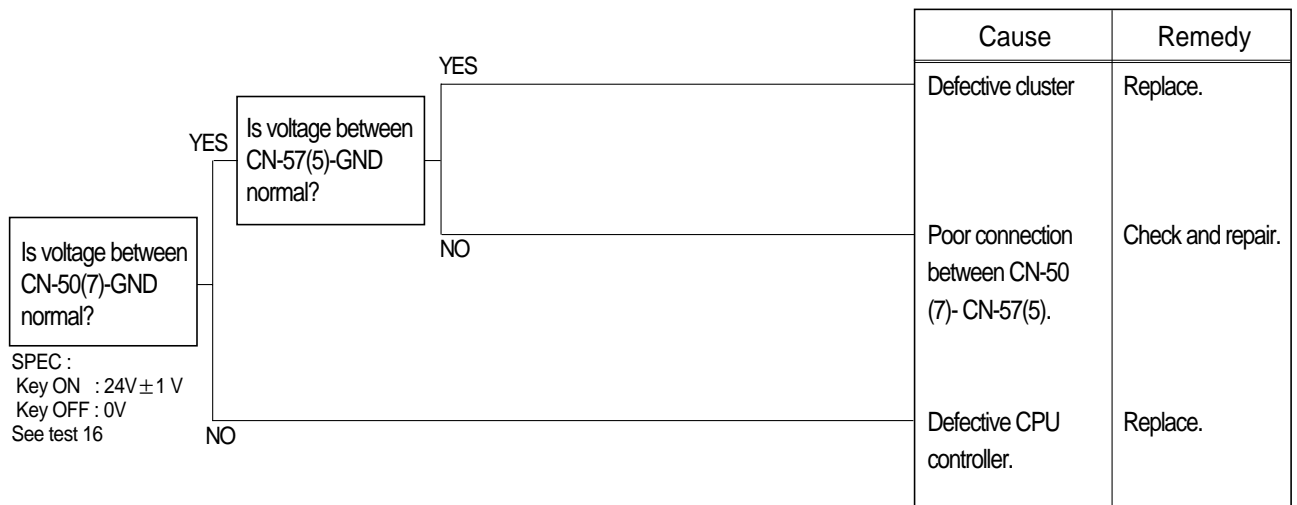 Is voltage between
CN-50(7)-GND
normal?
SPEC :
Key ON : 24V±1 V
Key OFF : 0V
See test 16
YES
NO
Is voltage between
CN-57(5)-GND
normal?
YES
NO
Cause
Remedy
Defective cluster
Replace.
Poor connection
between CN-50
(7)- CN-57(5).
Check and repair.
Defective CPU
controller.
Replace.